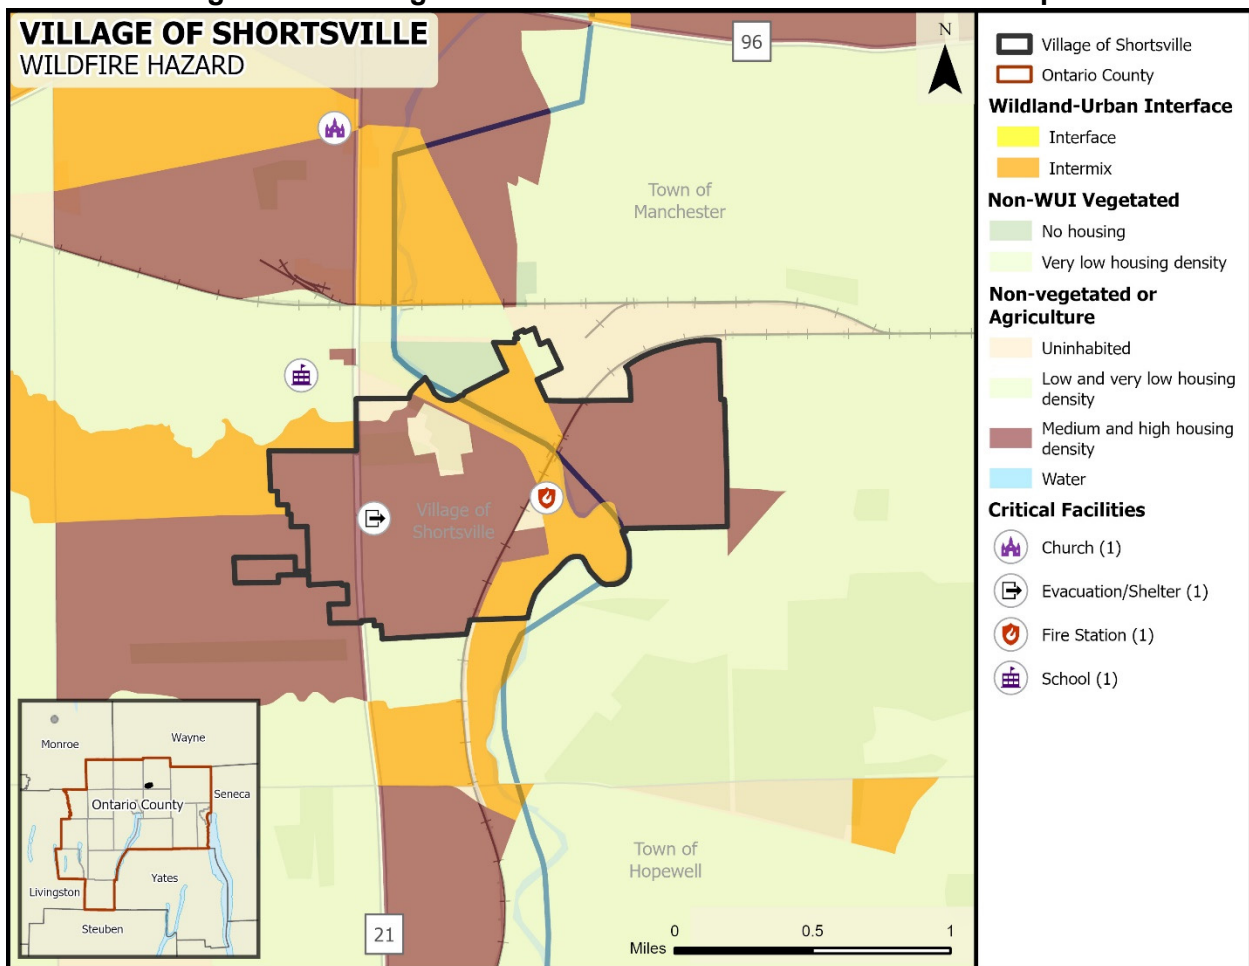 VILLAGE OF SHORTSVILLE
WILDFIRE HAZARD
96
N
Town of
Manchester
Village of
Shortsville
Town of
Hopewell
21
Monroe
Wayne
Ontario County
Seneca
Yates
Livingston
Steuben
0
0.5
1
Miles
Village of Shortsville
Ontario County
Wildland-Urban Interface
Interface
Intermix
Non-WUI Vegetated
No housing
Very low housing density
Non-vegetated or
Agriculture
Uninhabited
Low and very low housing
density
Medium and high housing
density
Water
Critical Facilities
Church (1)
Evacuation/Shelter (1)
Fire Station (1)
School (1)